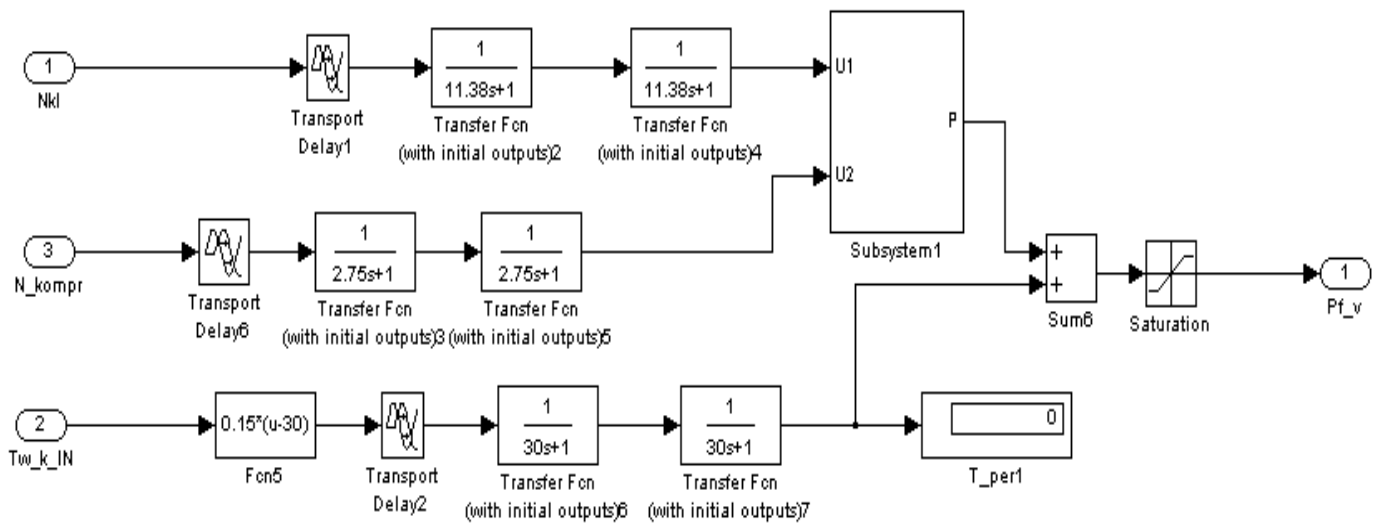 1
Nkl
Transport
Delay1
1
11.38s+1
Transfer Fcn
(with initial outputs)2
1
11.38s+1
Transfer Fcn
(with initial outputs)4
U1
U2
P
Subsystem1
3
N_kompr
Transport
Delay6
1
2.75s+1
Transfer Fcn
(with initial outputs)3
1
2.75s+1
Transfer Fcn
(with initial outputs)5
+
+
Sum6
Saturation
1
Pf_v
2
Tw_k_IN
0.15*(u-30)
Fcn5
Transport
Delay2
1
30s+1
Transfer Fcn
(with initial outputs)6
1
30s+1
Transfer Fcn
(with initial outputs)7
0
T_per1